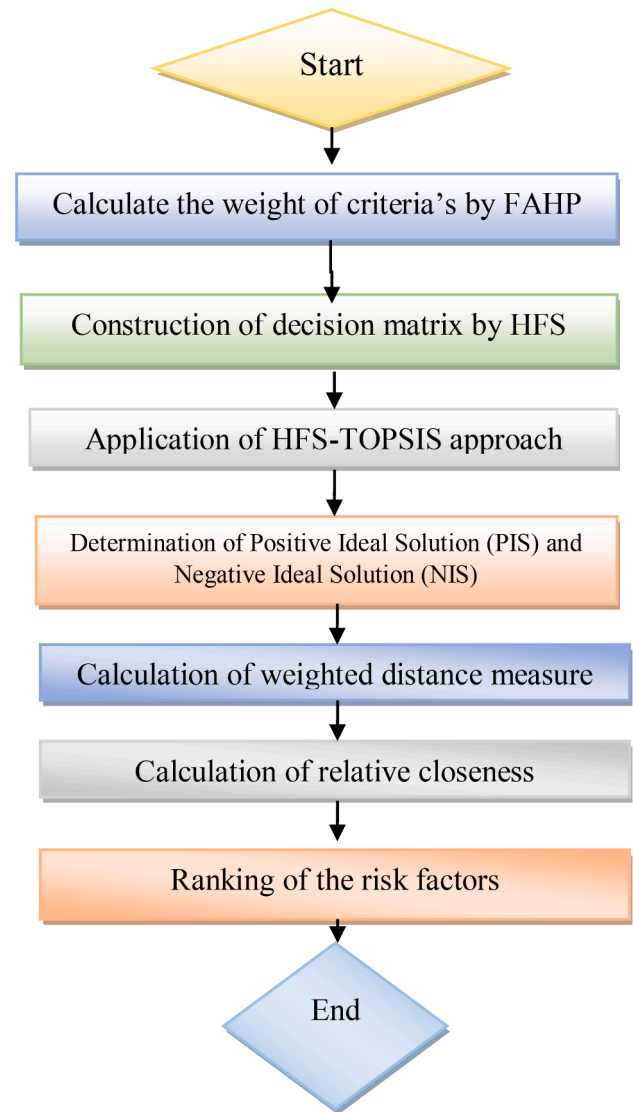 Start
Calculate the weight of criteria’s by FAHP
Construction of decision matrix by HFS
Application of HFS-TOPSIS approach
Determination of Positive Ideal Solution (PIS) and
Negative Ideal Solution (NIS)
Calculation of weighted distance measure
Calculation of relative closeness
Ranking of the risk factors
End